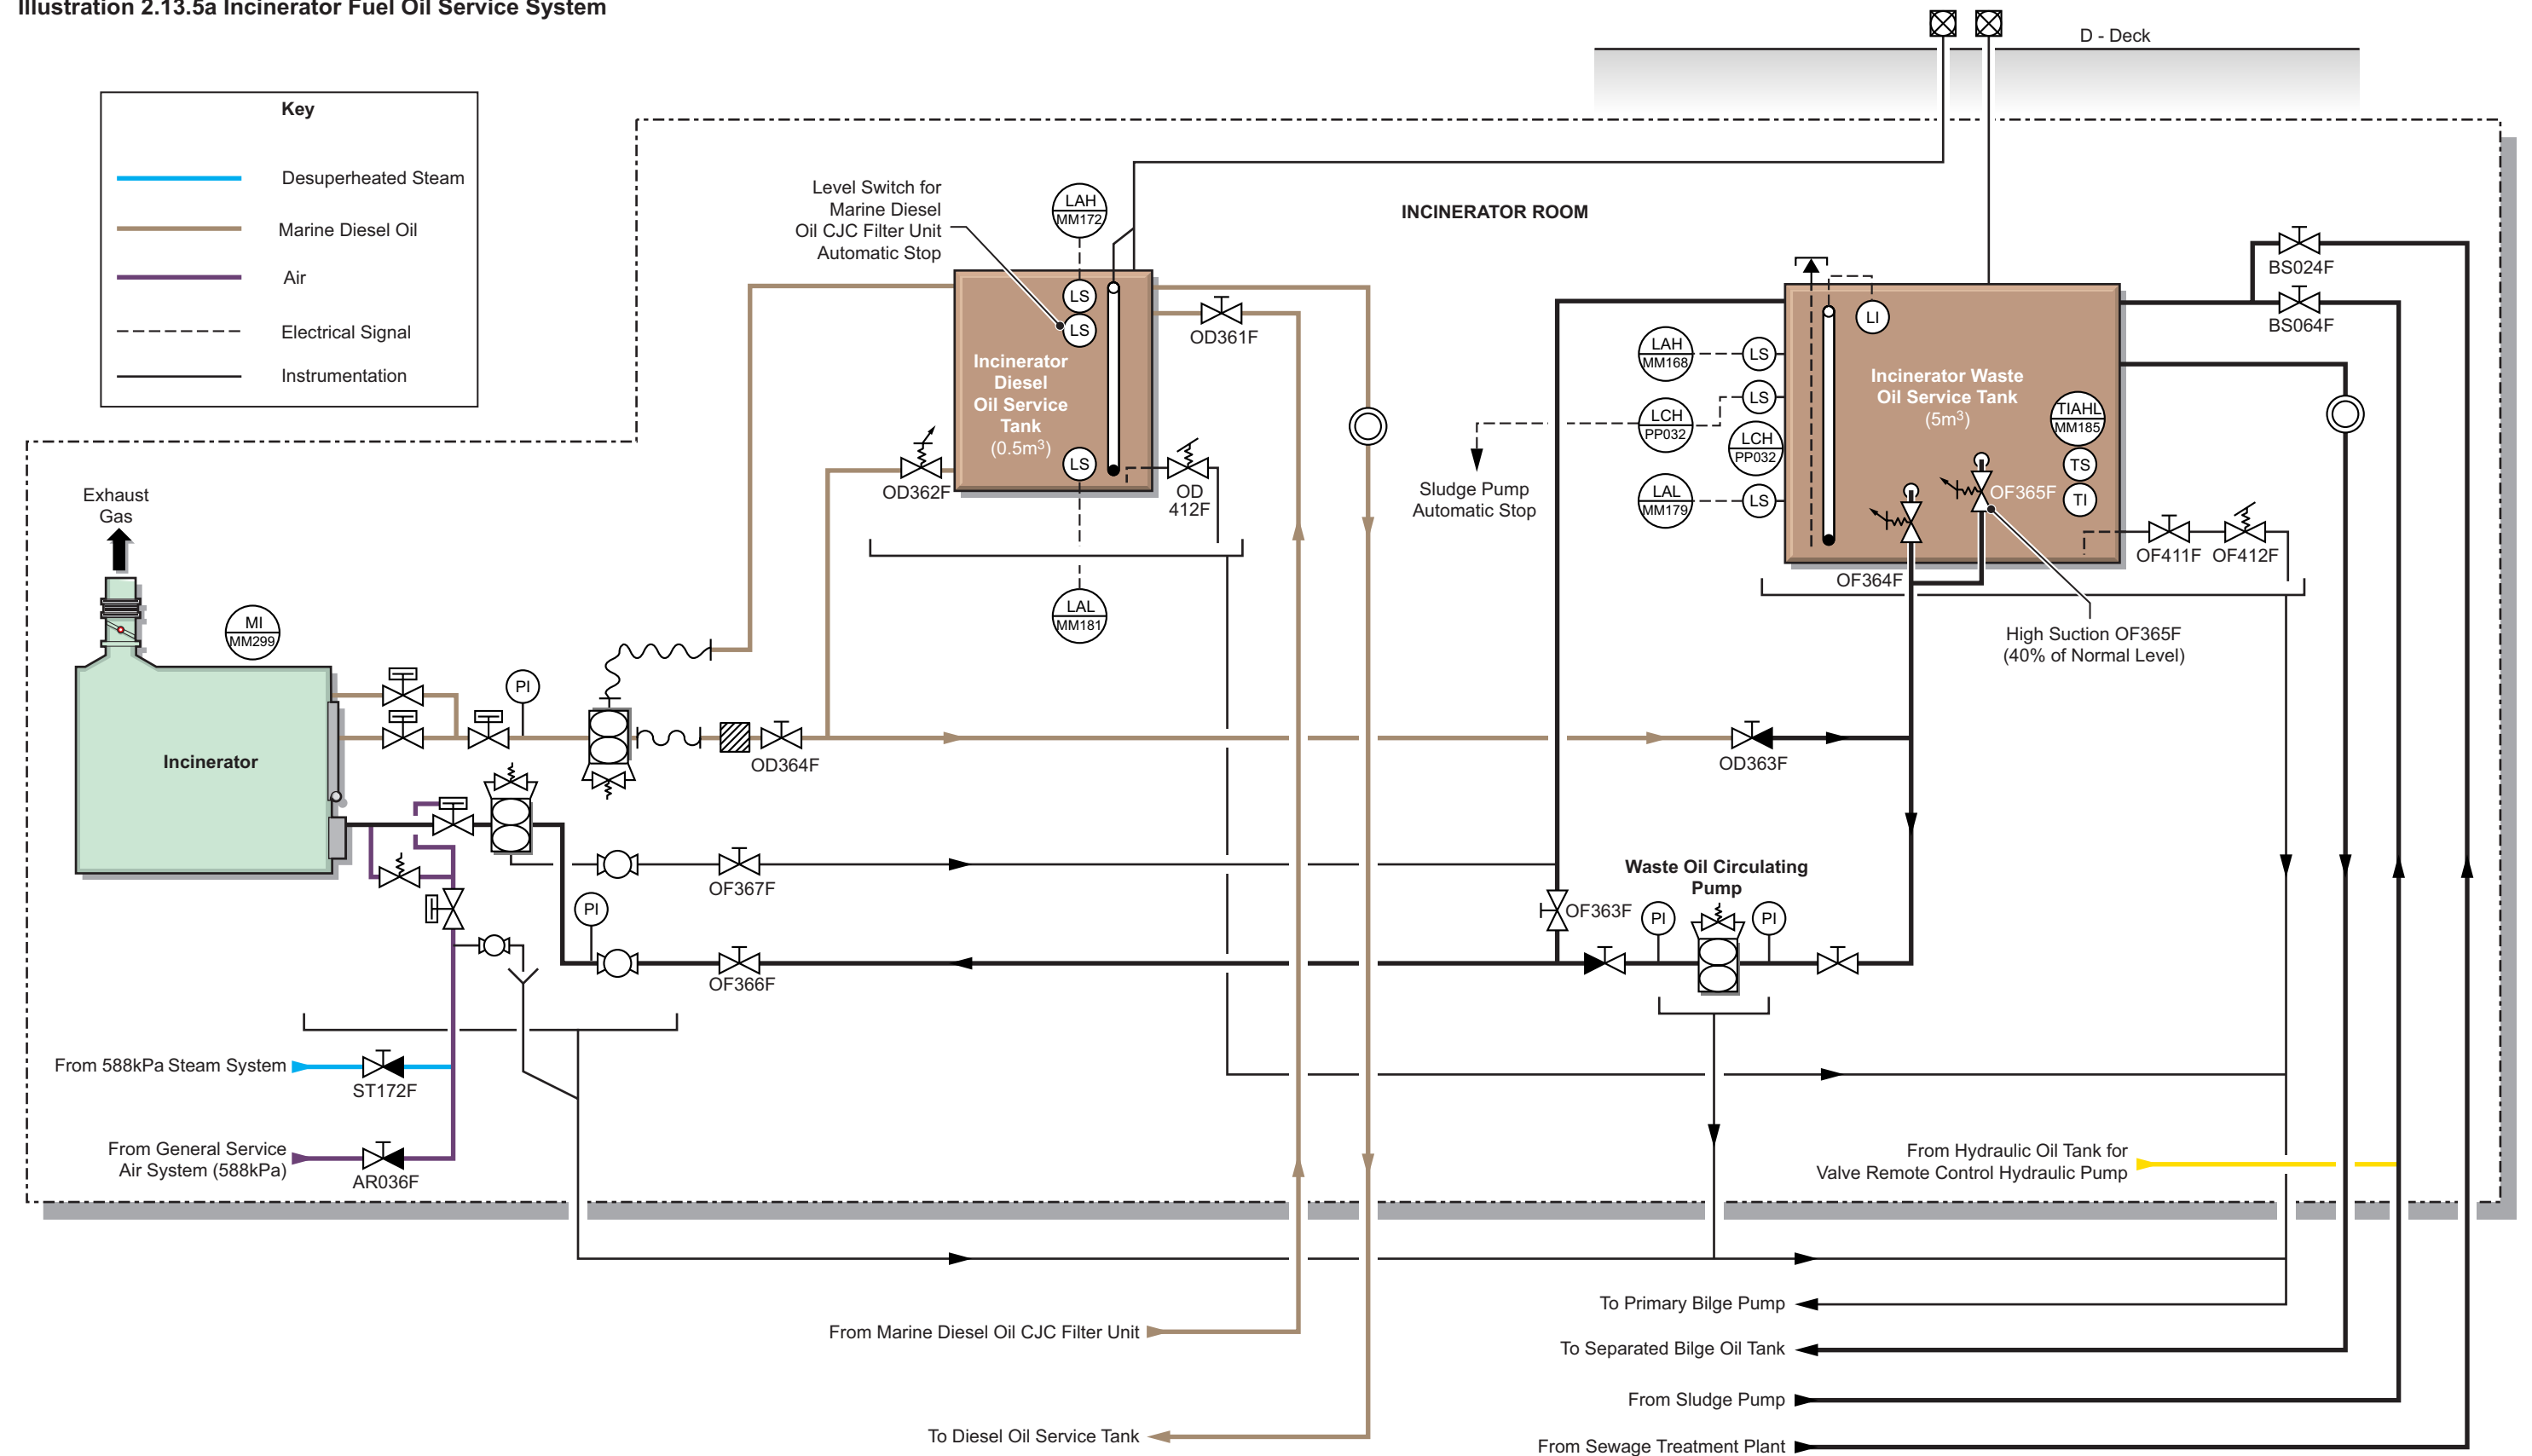 Illustration 2.13.5a Incinerator Fuel Oil Service System
D - Deck
Key
Desuperheated Steam
Marine Diesel Oil
Air
Electrical Signal
Instrumentation
INCINERATOR ROOM
Level Switch for
Marine Diesel
Oil CJC Filter Unit
Automatic Stop
LAH
MM172
LS
LS
Incinerator
Diesel
Oil Service
Tank
(0.5m³)
LS
OD361F
OD362F
OD
412F
LAL
MM181
BS024F
BS064F
LI
LAH
MM168
LS
LCH
PP032
LS
LCH
PP032
LAL
MM179
LS
Sludge Pump
Automatic Stop
Incinerator Waste
Oil Service Tank
(5m³)
TIAHL
MM185
TS
TI
OF365F
OF364F
OF411F
OF412F
High Suction OF365F
(40% of Normal Level)
Exhaust
Gas
MI
MM299
PI
Incinerator
OD364F
OD363F
OF367F
PI
OF366F
Waste Oil Circulating
Pump
OF363F
PI
PI
From 588kPa Steam System
ST172F
From General Service
Air System (588kPa)
AR036F
From Hydraulic Oil Tank for
Valve Remote Control Hydraulic Pump
To Primary Bilge Pump
From Marine Diesel Oil CJC Filter Unit
To Separated Bilge Oil Tank
From Sludge Pump
To Diesel Oil Service Tank
From Sewage Treatment Plant